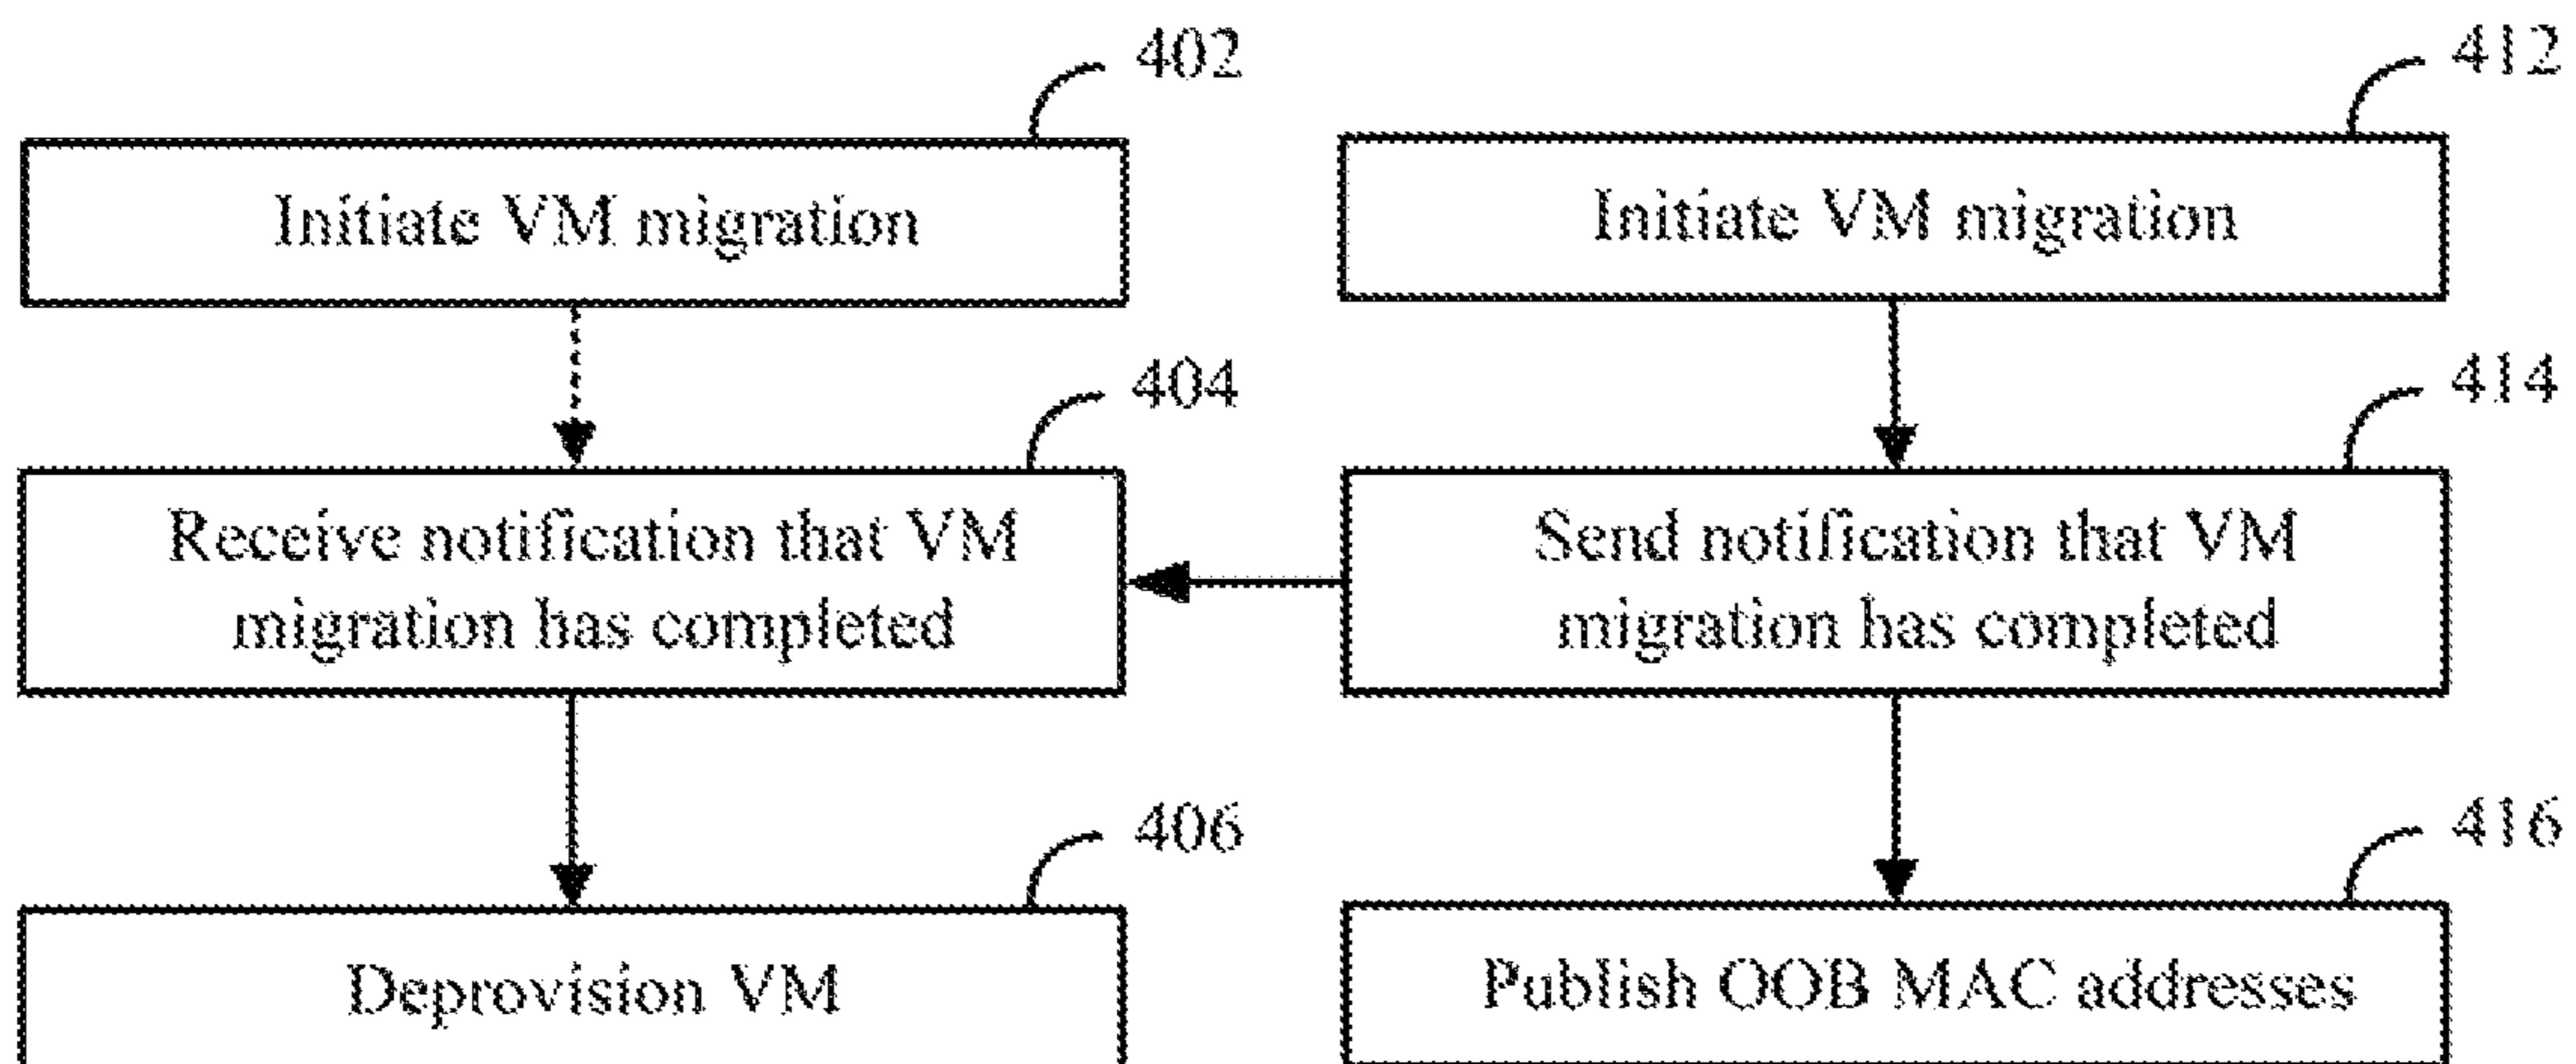 402
412
Initiate VM migration
Initiate VM migration
404
414
Receive notification that VM
migration has completed
Send notification that VM
migration has completed
406
416
Deprovision VM
Publish OOB MAC addresses